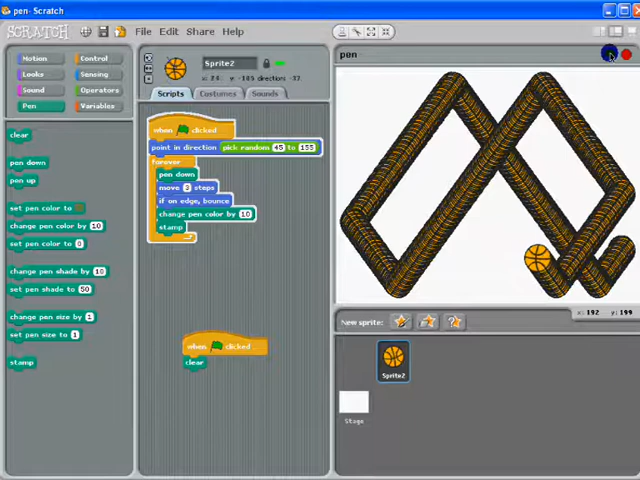 pen- Scratch
SCRATCH
File Edit Share Help
Motion Control
Looks Sensing
Sound Operators
Pen Variables
clear
pen down
pen up
set pen color to
change pen color by 10
set pen color to 0
change pen shade by 10
set pen shade to 50
change pen size by 1
set pen size to 1
stamp
Sprite2
direction: -37
Scripts Costumes Sounds
when clicked
point in direction pick random 45 to 135
forever
pen down
move 3 steps
if on edge, bounce
change pen color by 10
stamp
when clicked
clear
pen
x: 192 y: 199
New sprite:
Sprite2
Stage